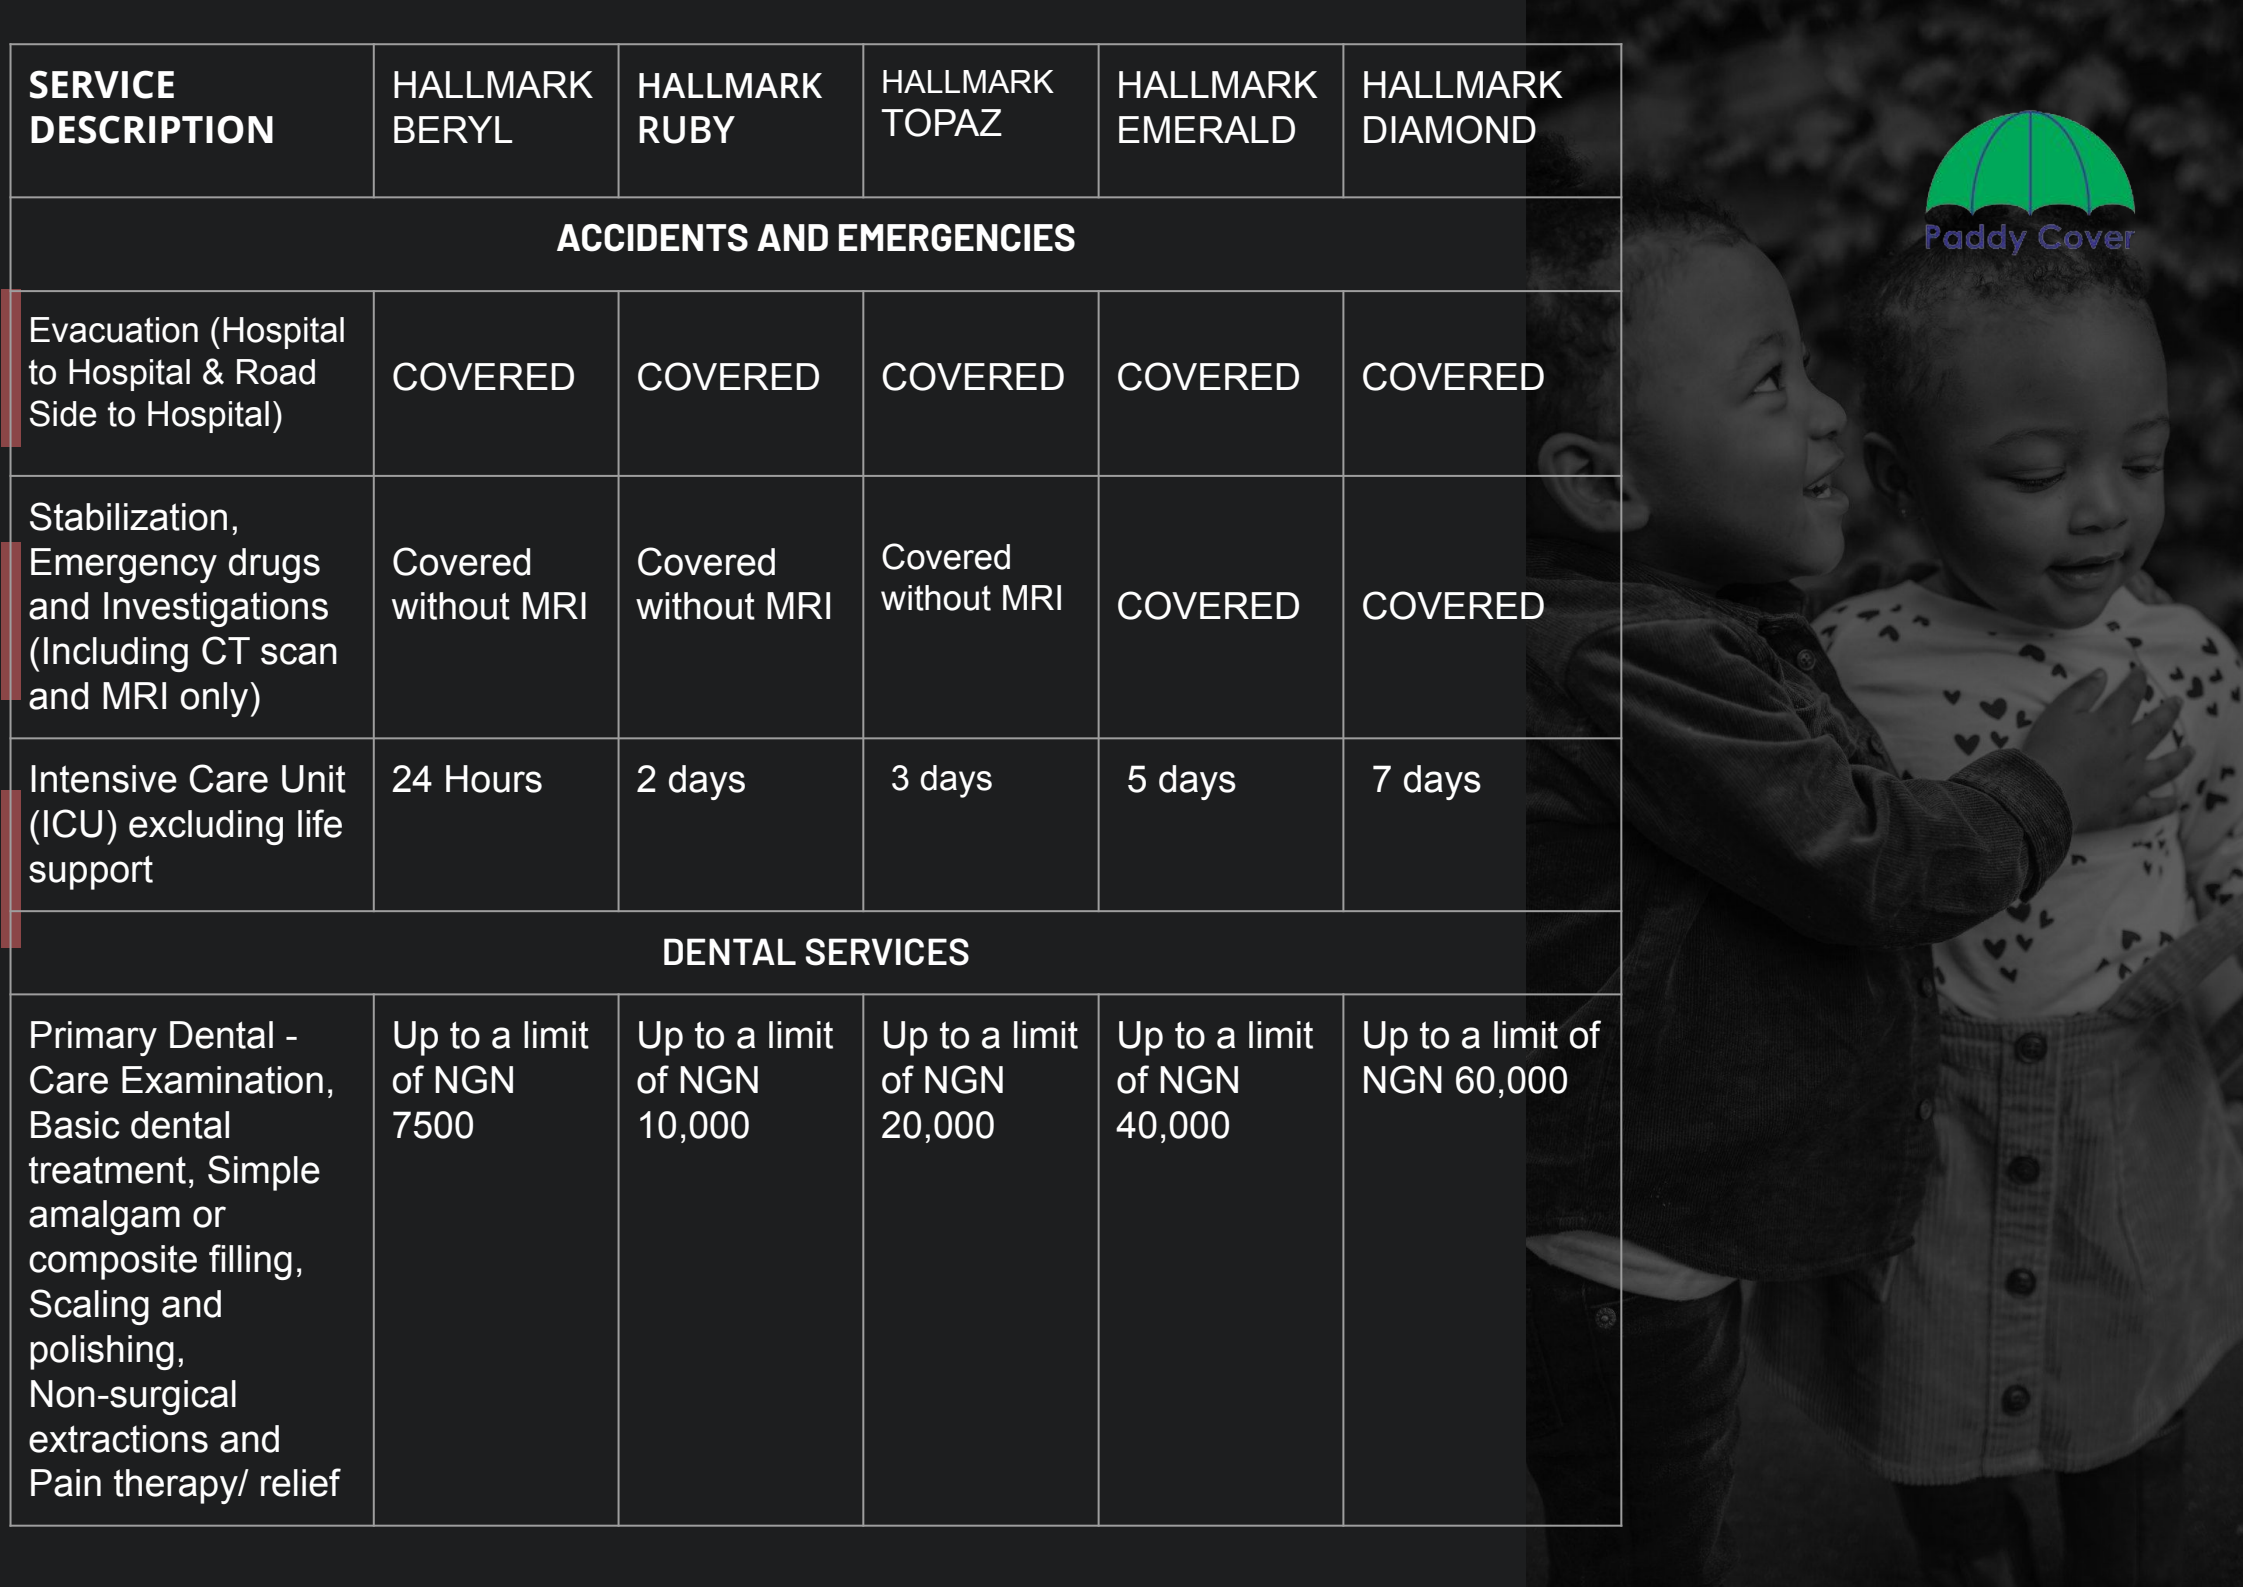 SERVICE
DESCRIPTION
HALLMARK
BERYL
HALLMARK
RUBY
HALLMARK
TOPAZ
HALLMARK
EMERALD
HALLMARK
DIAMOND
Paddy Cover
ACCIDENTS AND EMERGENCIES
Evacuation (Hospital
to Hospital & Road
Side to Hospital)
COVERED
COVERED
COVERED
COVERED
COVERED
Stabilization,
Emergency drugs
and Investigations
(Including CT scan
and MRI only)
Covered
without MRI
Covered
without MRI
Covered
without MRI
COVERED
COVERED
Intensive Care Unit
(ICU) excluding life
support
24 Hours
2 days
3 days
5 days
7 days
DENTAL SERVICES
Primary Dental -
Care Examination,
Basic dental
treatment, Simple
amalgam or
composite filling,
Scaling and
polishing,
Non-surgical
extractions and
Pain therapy/ relief
Up to a limit
of NGN
7500
Up to a limit
of NGN
10,000
Up to a limit
of NGN
20,000
Up to a limit
of NGN
40,000
Up to a limit of
NGN 60,000